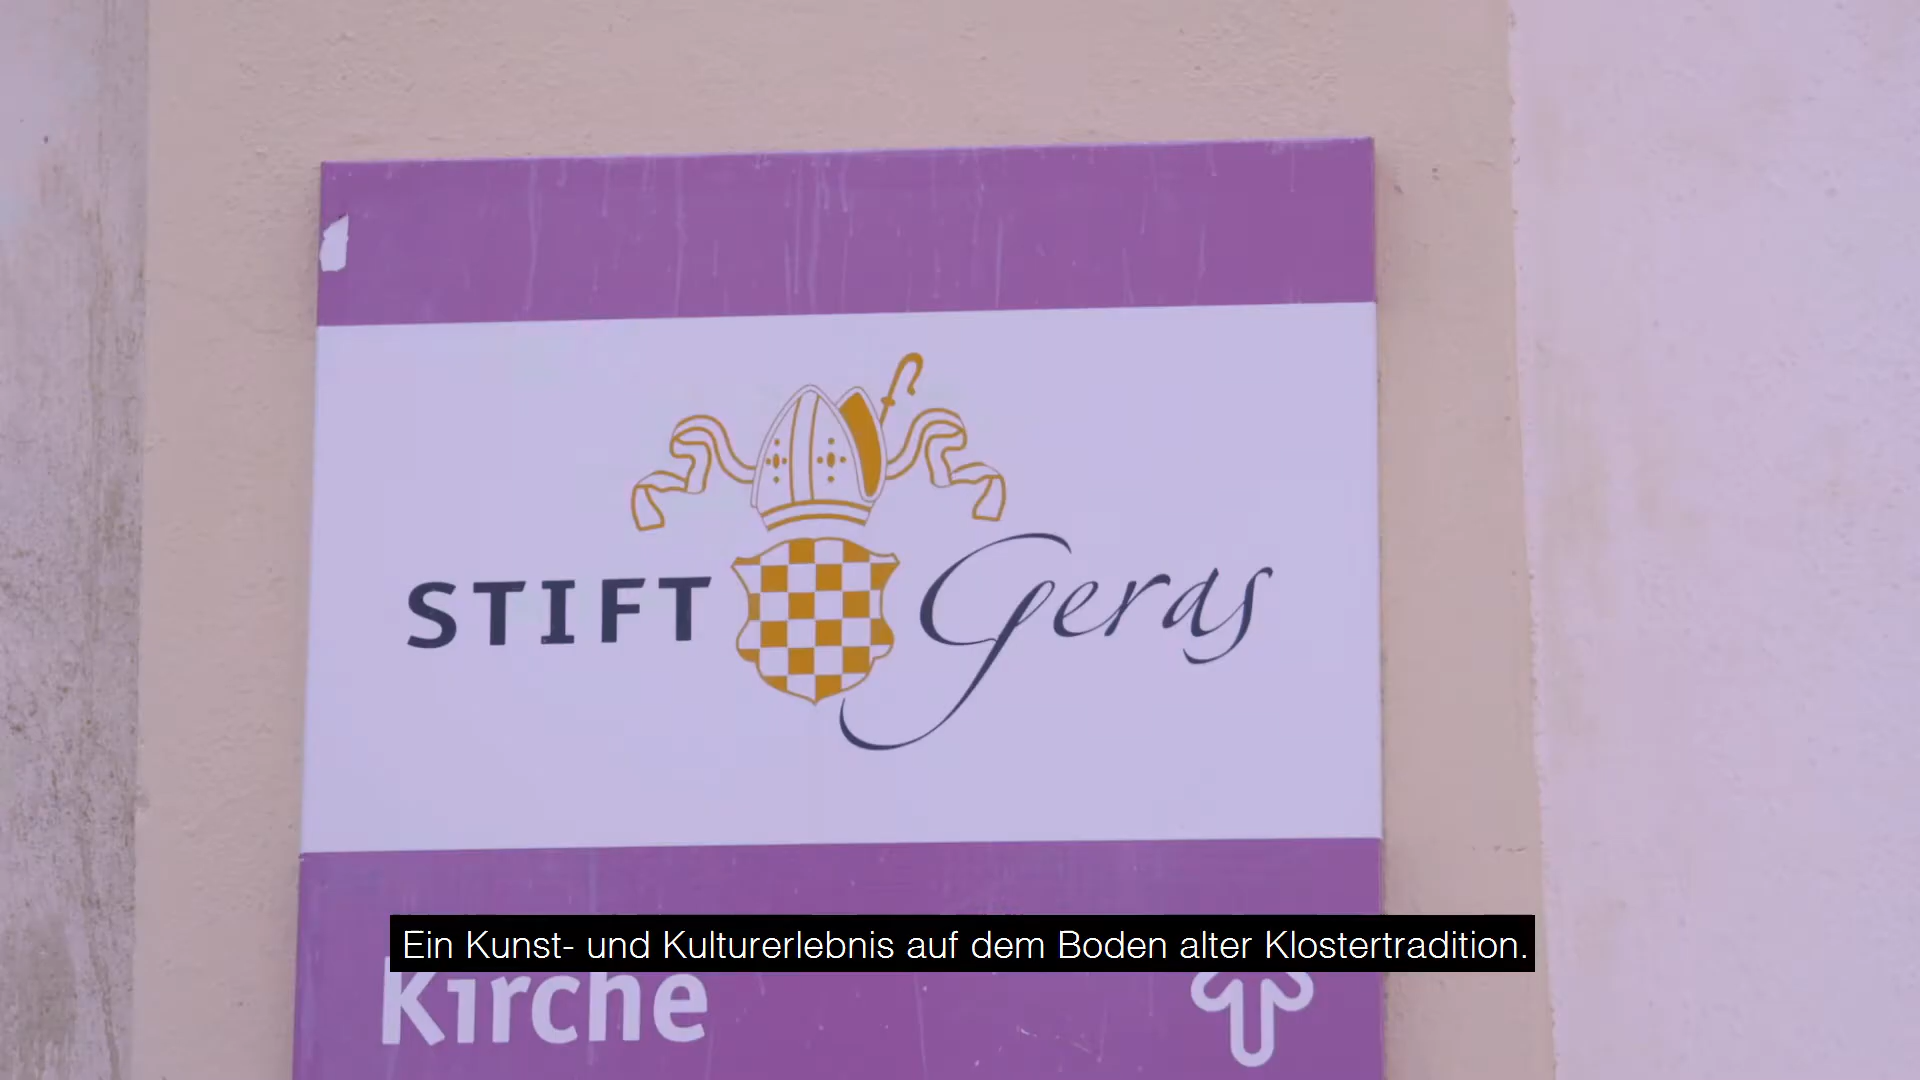 STIFT Geras
Ein Kunst- und Kulturerlebnis auf dem Boden alter Klostertradition.
Kirche